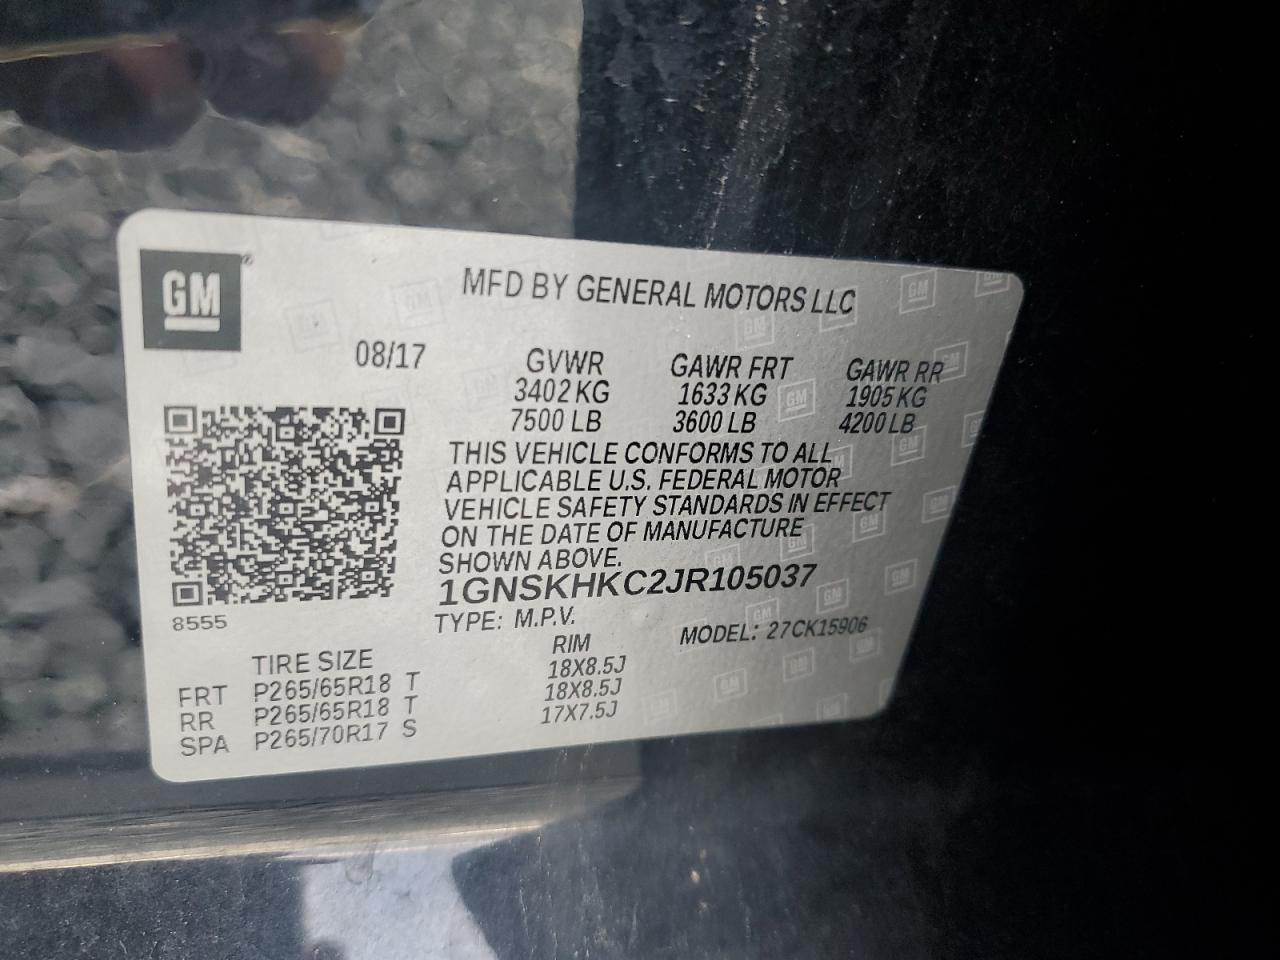 GM®
MFD BY GENERAL MOTORS LLC
08/17 GVWR GAWR FRT GAWR RR
3402 KG 1633 KG 1905 KG
7500 LB 3600 LB 4200 LB
THIS VEHICLE CONFORMS TO ALL
APPLICABLE U.S. FEDERAL MOTOR
VEHICLE SAFETY STANDARDS IN EFFECT
ON THE DATE OF MANUFACTURE
SHOWN ABOVE.
1GNSKHKC2JR105037
8555
TYPE: M.P.V. MODEL: 27CK15906
TIRE SIZE RIM
FRT P265/65R18 T 18X8.5J
RR P265/65R18 T 18X8.5J
SPA P265/70R17 S 17X7.5J